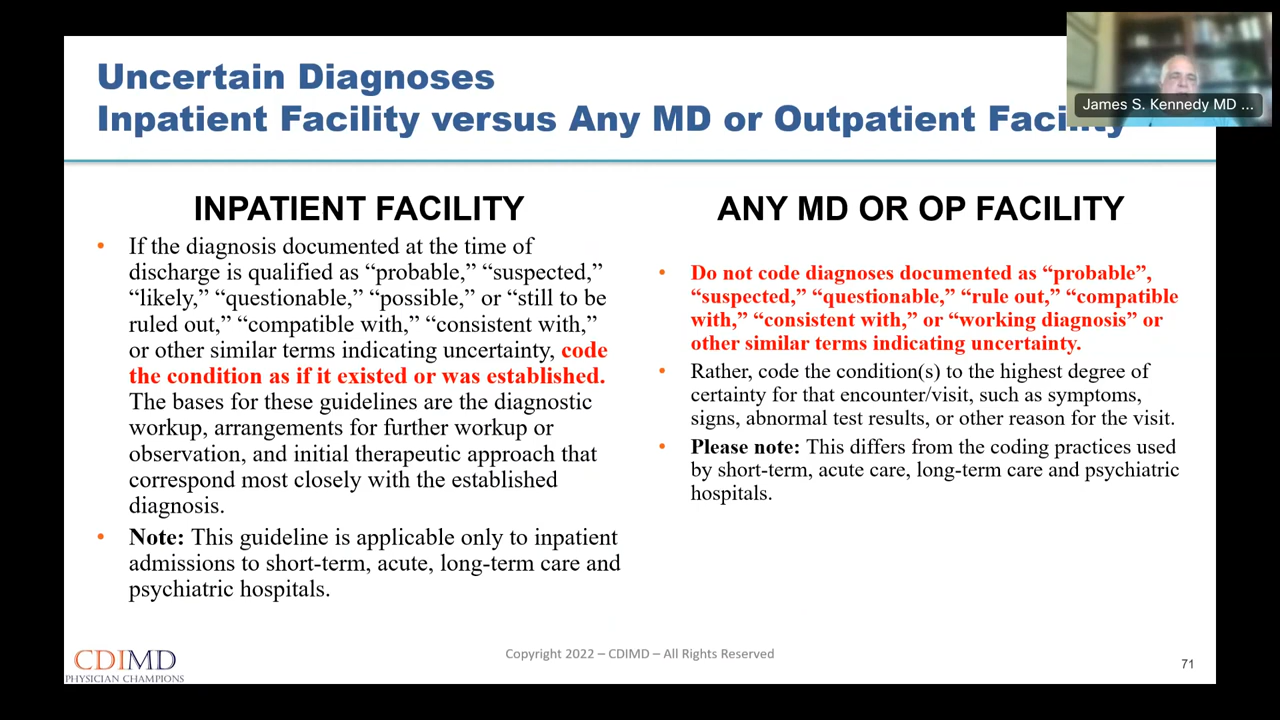 Uncertain Diagnoses
Inpatient Facility versus Any MD or Outpatient Facility
James S. Kennedy MD ...
INPATIENT FACILITY
• If the diagnosis documented at the time of
discharge is qualified as “probable,” “suspected,”
“likely,” “questionable,” “possible,” or “still to be
ruled out,” “compatible with,” “consistent with,”
or other similar terms indicating uncertainty, code
the condition as if it existed or was established.
The bases for these guidelines are the diagnostic
workup, arrangements for further workup or
observation, and initial therapeutic approach that
correspond most closely with the established
diagnosis.
• Note: This guideline is applicable only to inpatient
admissions to short-term, acute, long-term care and
psychiatric hospitals.
ANY MD OR OP FACILITY
• Do not code diagnoses documented as “probable”,
“suspected,” “questionable,” “rule out,” “compatible
with,” “consistent with,” or “working diagnosis” or
other similar terms indicating uncertainty.
• Rather, code the condition(s) to the highest degree of
certainty for that encounter/visit, such as symptoms,
signs, abnormal test results, or other reason for the visit.
• Please note: This differs from the coding practices used
by short-term, acute care, long-term care and psychiatric
hospitals.
CDIMD
PHYSICIAN CHAMPIONS
Copyright 2022 – CDIMD – All Rights Reserved
71